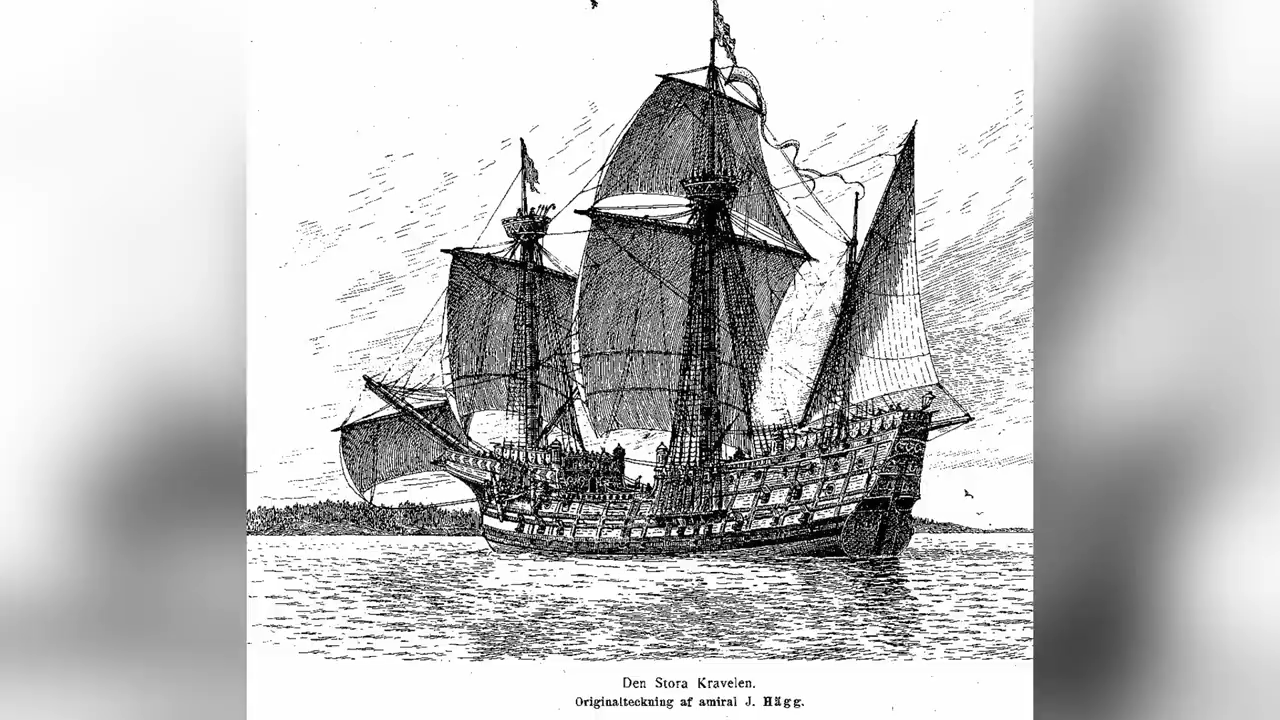 Den Stora Kravelen.
Originalteckning af amiral J. Hägg.